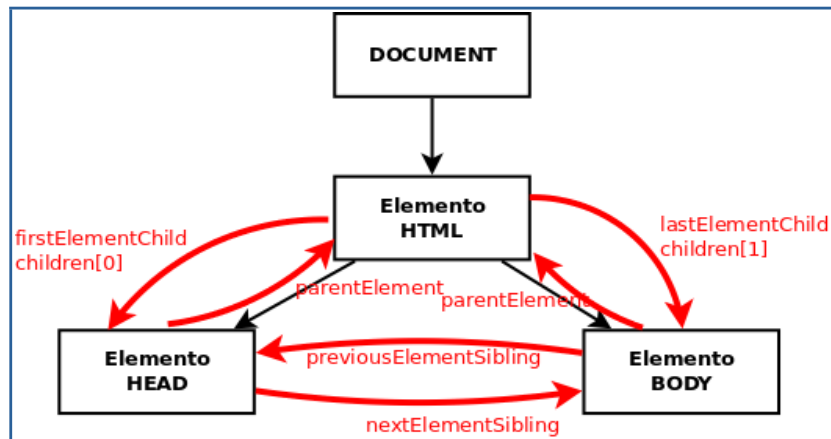 DOCUMENT
Elemento
HTML
firstElementChild
children[0]
lastElementChild
children[1]
parentElement
parentElement
Elemento
HEAD
previousElementSibling
Elemento
BODY
nextElementSibling